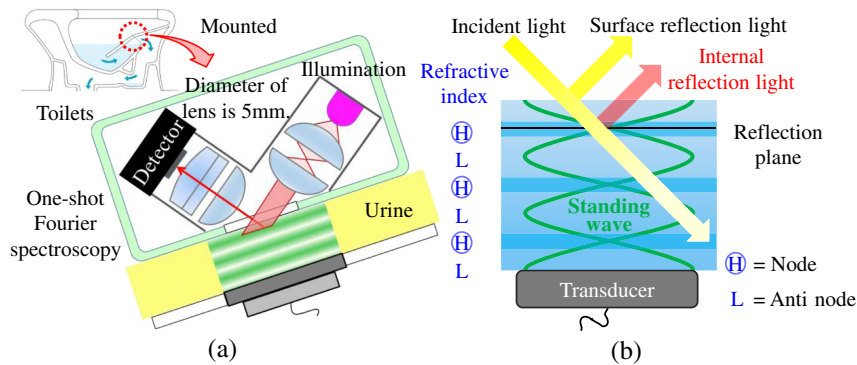 (a)
Mounted
Toilets
Diameter of
lens is 5mm.
Illumination
Detector
One-shot
Fourier
spectroscopy
Urine
(a)
Incident light
Surface reflection light
Internal
reflection light
Refractive
index
H
L
H
L
H
L
Reflection
plane
Standing
wave
Transducer
H = Node
L = Anti node
(b)